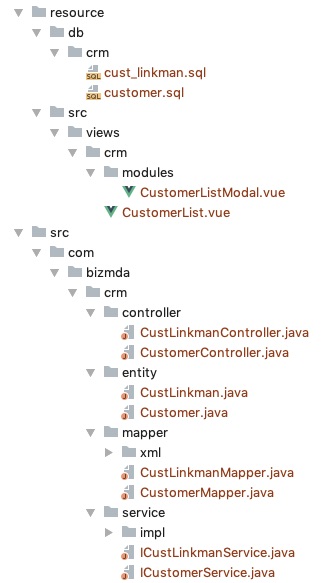 resource
db
crm
cust_linkman.sql
customer.sql
src
views
crm
modules
CustomerListModal.vue
CustomerList.vue
src
com
bizmda
crm
controller
CustLinkmanController.java
CustomerController.java
entity
CustLinkman.java
Customer.java
mapper
xml
CustLinkmanMapper.java
CustomerMapper.java
service
impl
ICustLinkmanService.java
ICustomerService.java